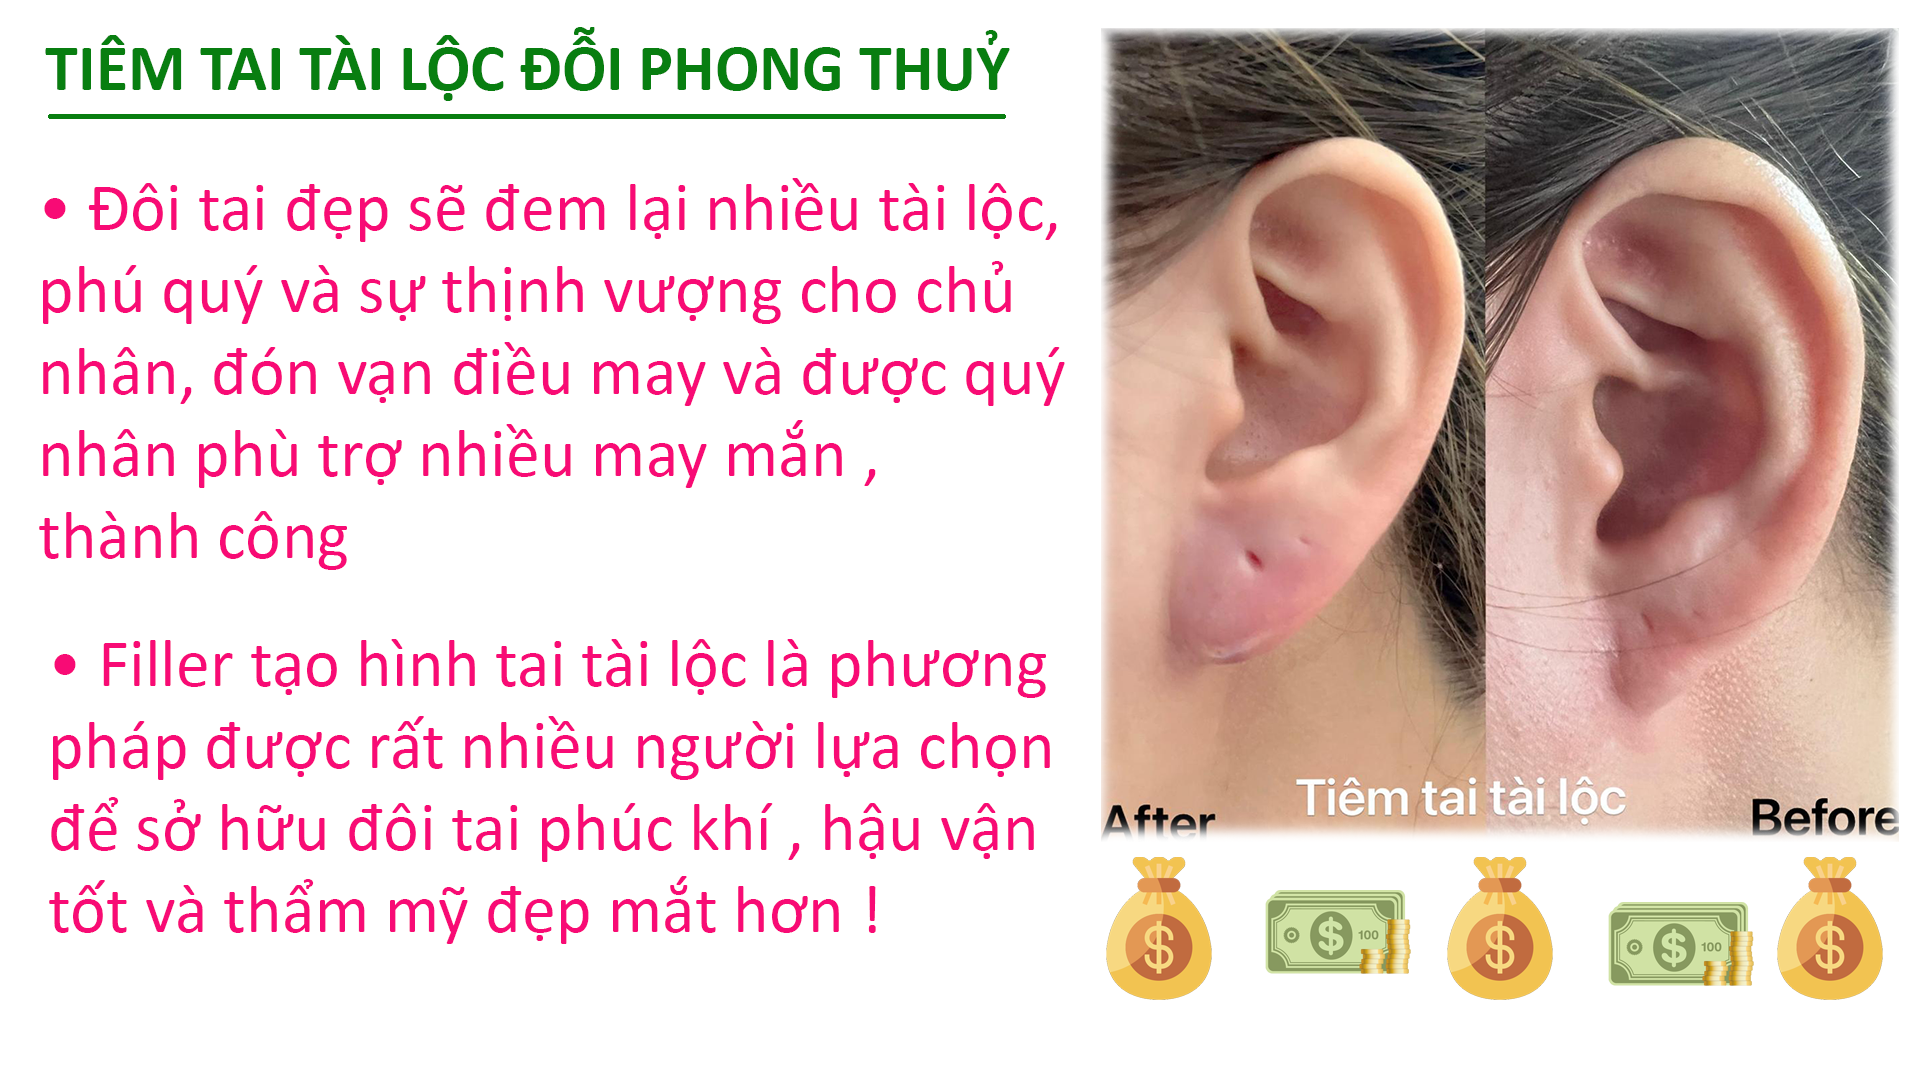 TIÊM TAI TÀI LỘC ĐỖI PHONG THUỶ
• Đôi tai đẹp sẽ đem lại nhiều tài lộc,
phú quý và sự thịnh vượng cho chủ
nhân, đón vạn điều may và được quý
nhân phù trợ nhiều may mắn ,
thành công
• Filler tạo hình tai tài lộc là phương
pháp được rất nhiều người lựa chọn
để sở hữu đôi tai phúc khí , hậu vận
tốt và thẩm mỹ đẹp mắt hơn !
Tiêm tai tài lộc
After
Before
$
$ 100
$
$ 100
$